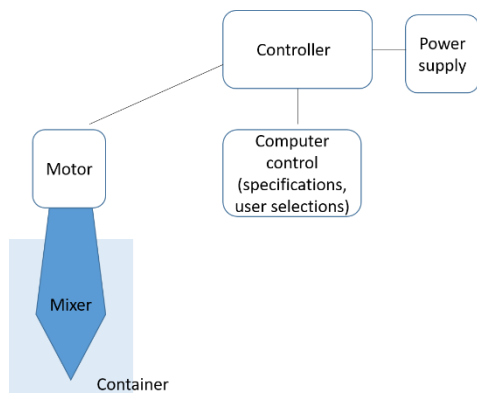 Controller
Power
supply
Computer
control
(specifications,
user selections)
Motor
Mixer
Container